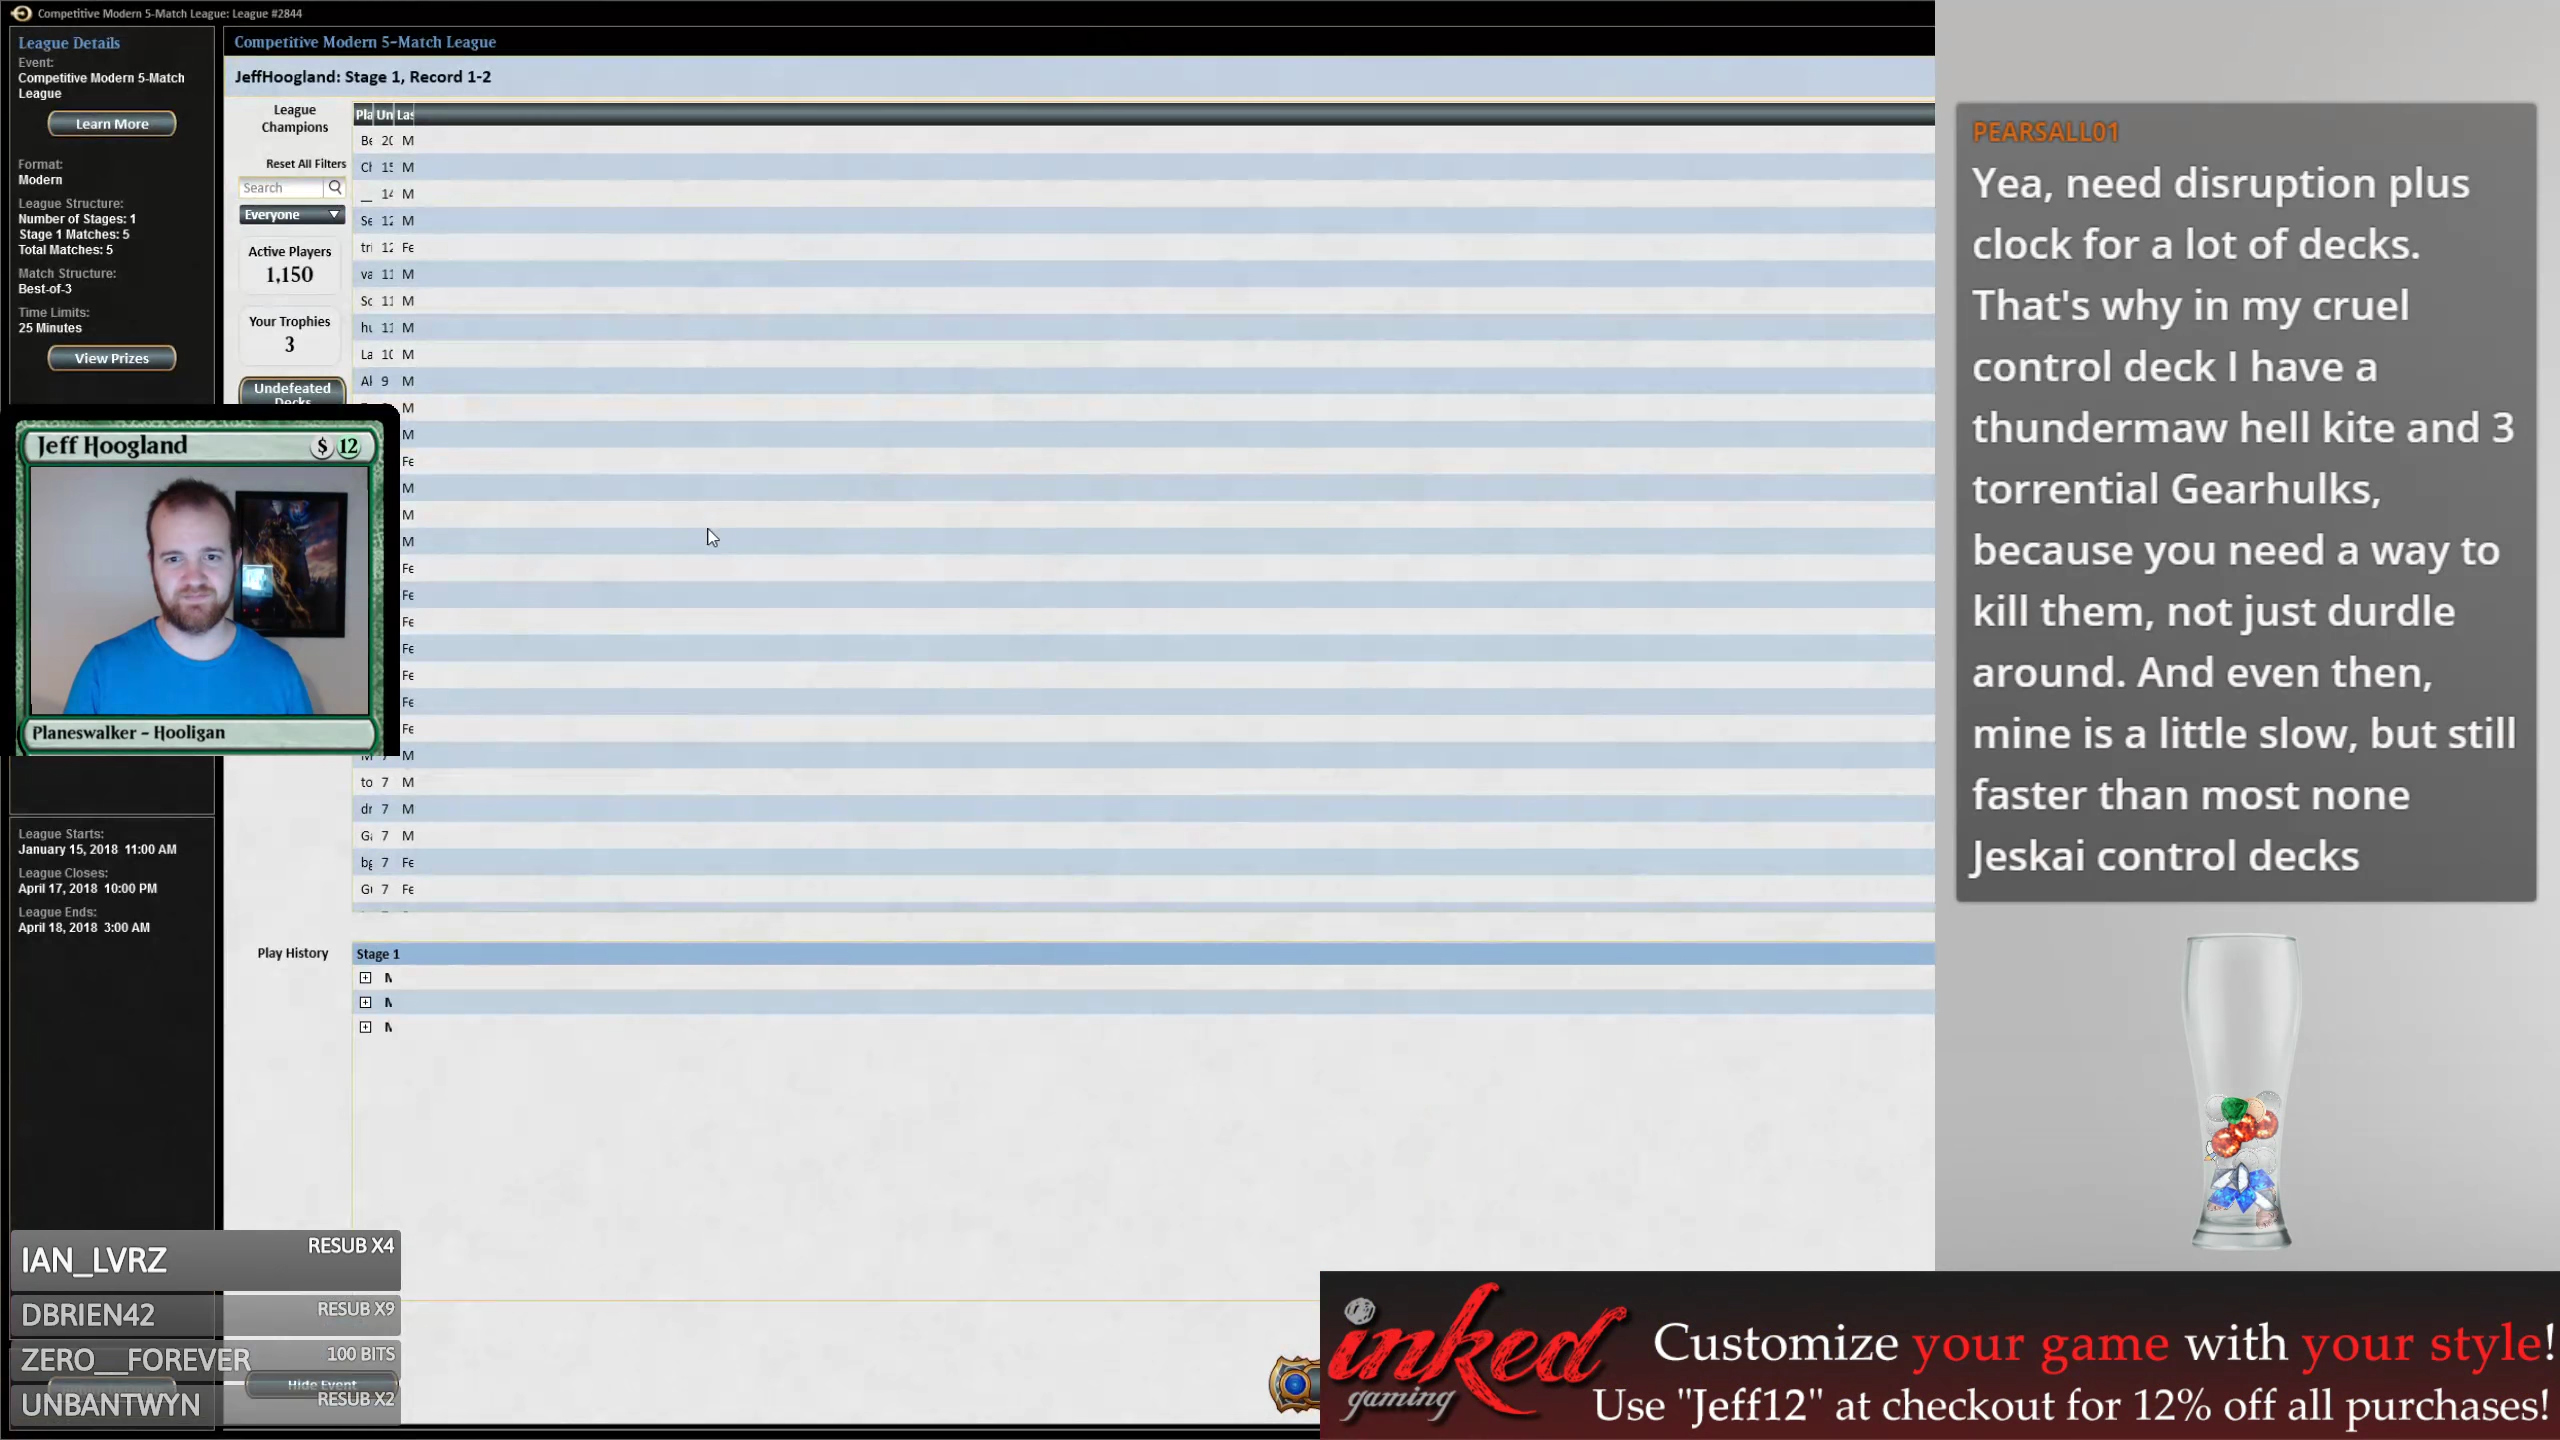 Competitive Modern 5-Match League: League #2844
League Details
Event:
Competitive Modern 5-Match
League
Learn More
Format:
Modern
League Structure:
Number of Stages: 1
Stage 1 Matches: 5
Total Matches: 5
Match Structure:
Best-of-3
Time Limits:
25 Minutes
View Prizes
League Starts:
January 15, 2018 11:00 AM
League Closes:
April 17, 2018 10:00 PM
League Ends:
April 18, 2018 3:00 AM
Competitive Modern 5-Match League
JeffHoogland: Stage 1, Record 1-2
League
Champions
Reset All Filters
Search
Everyone
Active Players
1,150
Your Trophies
3
Undefeated
Decks
Jeff Hoogland $ 12
Planeswalker - Hooligan
Play History
Stage 1
IAN_LVRZ RESUB X4
DBRIEN42 RESUB X9
ZERO__FOREVER 100 BITS
Hide Event
UNBANTWYN RESUB X2
PEARSALL01
Yea, need disruption plus
clock for a lot of decks.
That's why in my cruel
control deck I have a
thundermaw hell kite and 3
torrential Gearhulks,
because you need a way to
kill them, not just durdle
around. And even then,
mine is a little slow, but still
faster than most none
Jeskai control decks
inked
gaming
Customize your game with your style!
Use "Jeff12" at checkout for 12% off all purchases!